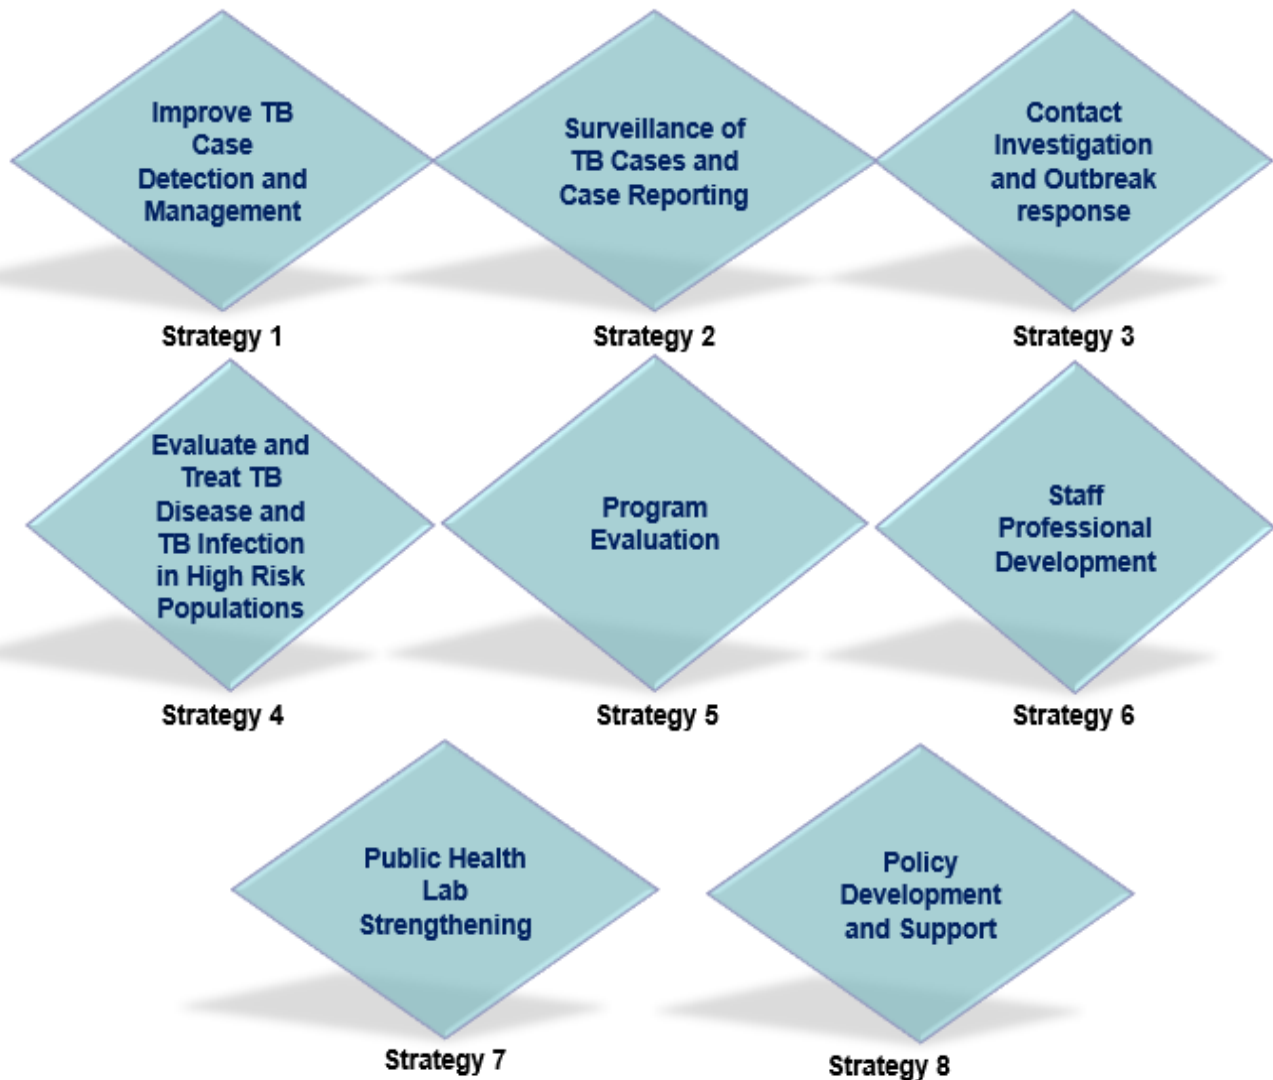 Improve TB
Case
Detection and
Management
Strategy 1
Surveillance of
TB Cases and
Case Reporting
Strategy 2
Contact
Investigation
and Outbreak
response
Strategy 3
Evaluate and
Treat TB
Disease and
TB Infection
in High Risk
Populations
Strategy 4
Program
Evaluation
Strategy 5
Staff
Professional
Development
Strategy 6
Public Health
Lab
Strengthening
Strategy 7
Policy
Development
and Support
Strategy 8